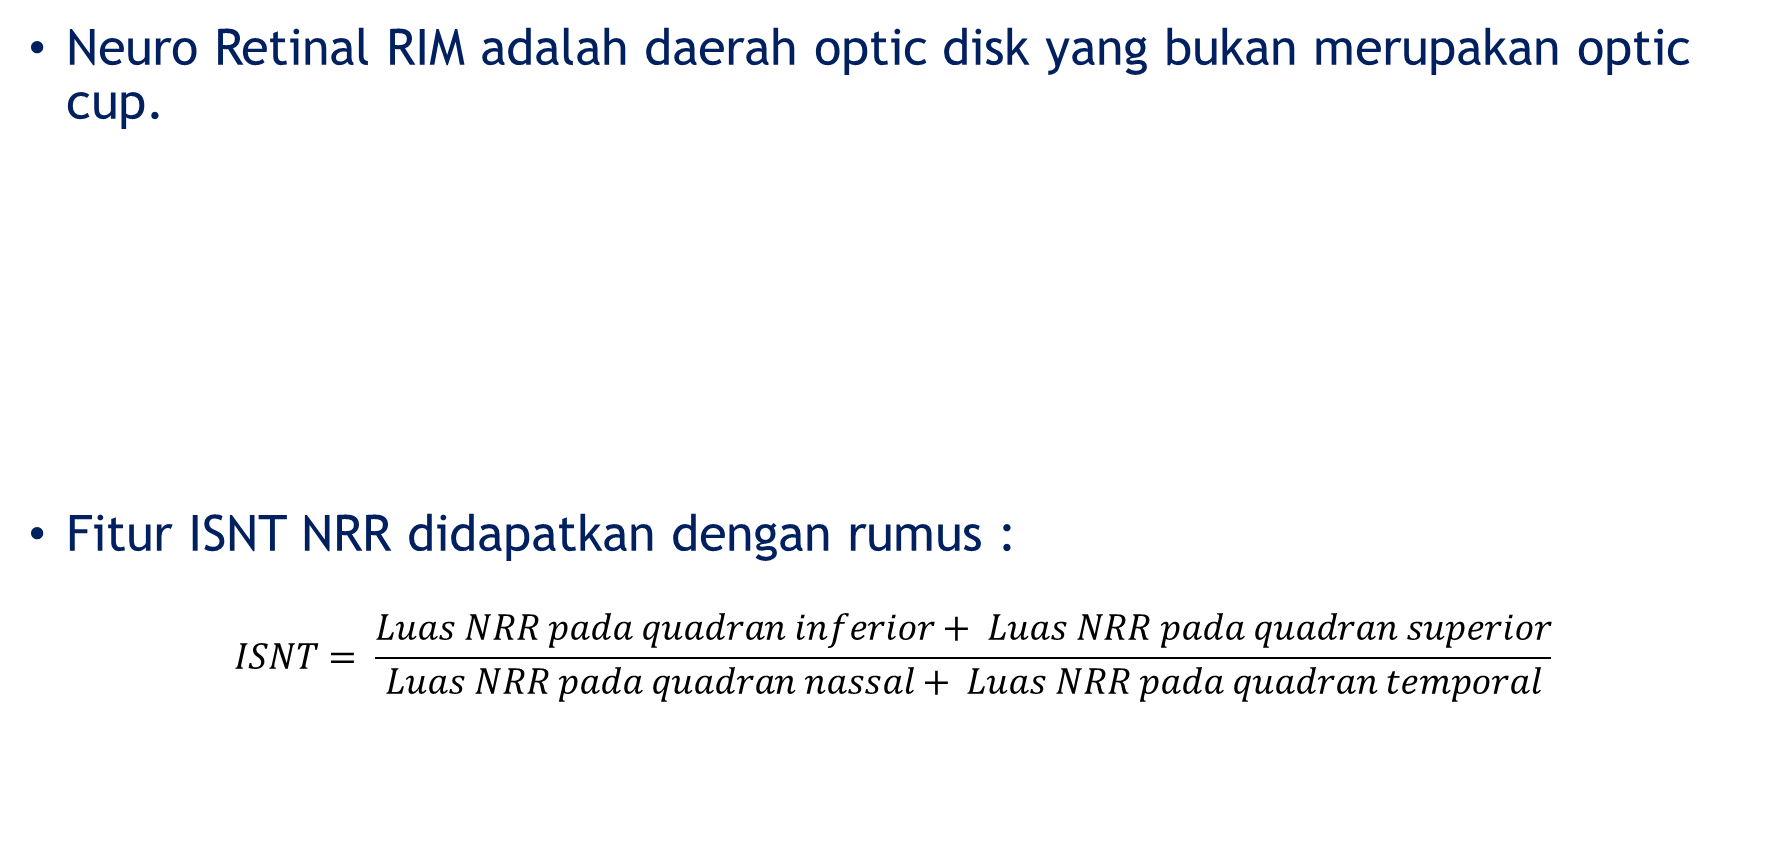 • Neuro Retinal RIM adalah daerah optic disk yang bukan merupakan optic
cup.
• Fitur ISNT NRR didapatkan dengan rumus :
Luas NRR pada quadran inferior + Luas NRR pada quadran superior
ISNT =
Luas NRR pada quadran nassal + Luas NRR pada quadran temporal